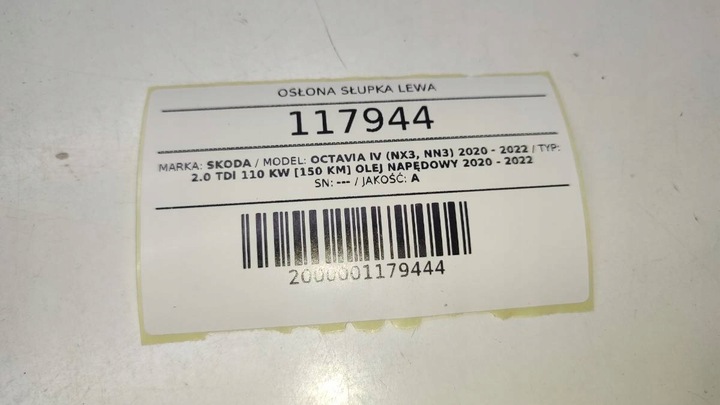 OSŁONA SŁUPKA LEWA
117944
MARKA: SKODA / MODEL: OCTAVIA IV (NX3, NN3) 2020 - 2022 / TYP:
2.0 TDI 110 KW [150 KM] OLEJ NAPĘDOWY 2020 - 2022
SN: --- / JAKOŚĆ: A
2000001179444